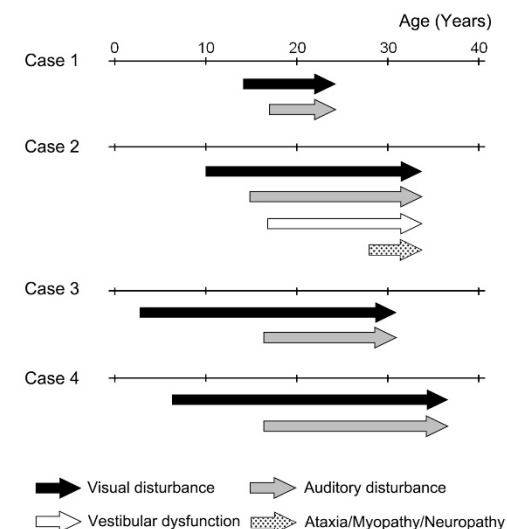 Age (Years)
0 10 20 30 40
Case 1
Case 2
Case 3
Case 4
Visual disturbance Auditory disturbance
Vestibular dysfunction Ataxia/Myopathy/Neuropathy